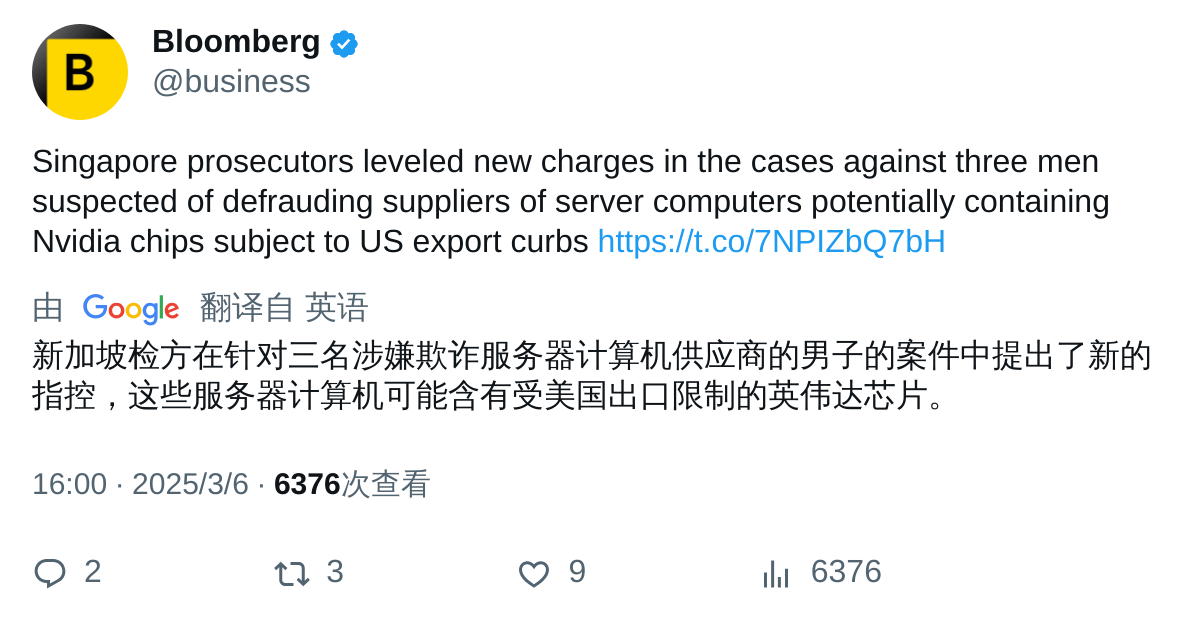 B
Bloomberg
@business
Singapore prosecutors leveled new charges in the cases against three men
suspected of defrauding suppliers of server computers potentially containing
Nvidia chips subject to US export curbs https://t.co/7NPIZbQ7bH
由 Google 翻译自 英语
新加坡检方在针对三名涉嫌欺诈服务器计算机供应商的男子的案件中提出了新的
指控，这些服务器计算机可能含有受美国出口限制的英伟达芯片。
16:00 · 2025/3/6 · 6376次查看
2 3 9 6376